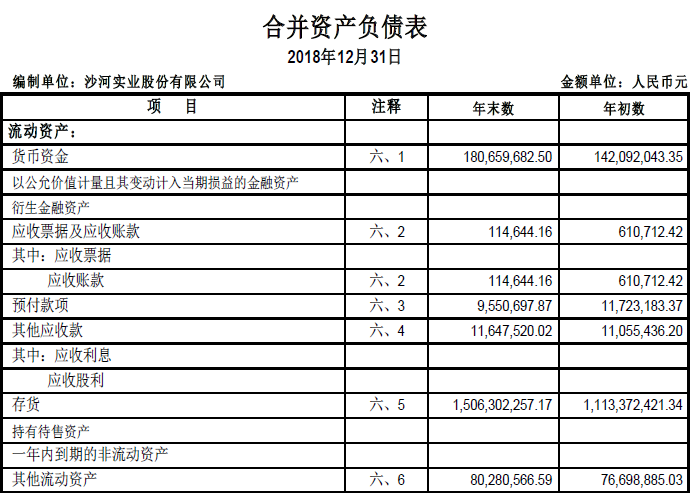 合并资产负债表
2018年12月31日
编制单位：沙河实业股份有限公司 金额单位：人民币元
项 目 注释 年末数 年初数
流动资产：
货币资金 六、1 180,659,682.50 142,092,043.35
以公允价值计量且其变动计入当期损益的金融资产
衍生金融资产
应收票据及应收账款 六、2 114,644.16 610,712.42
其中：应收票据
应收账款 六、2 114,644.16 610,712.42
预付款项 六、3 9,550,697.87 11,723,183.37
其他应收款 六、4 11,647,520.02 11,055,436.20
其中：应收利息
应收股利
存货 六、5 1,506,302,257.17 1,113,372,421.34
持有待售资产
一年内到期的非流动资产
其他流动资产 六、6 80,280,566.59 76,698,885.03